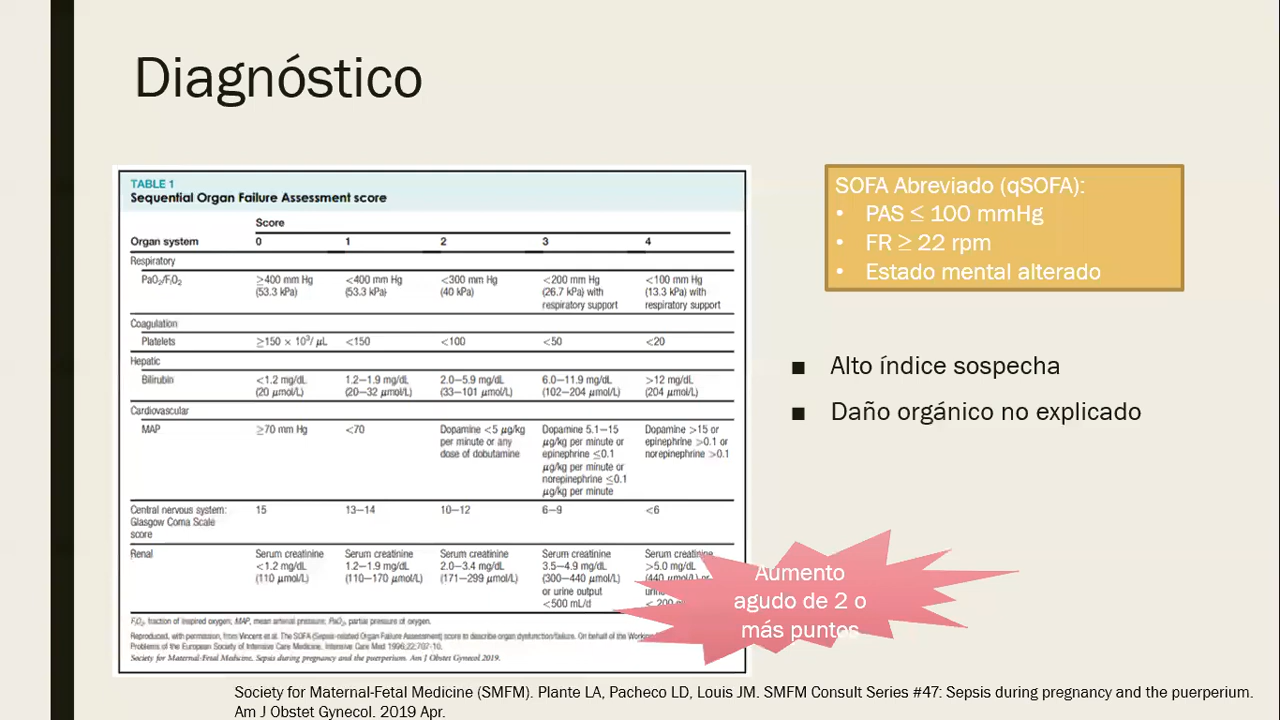 Diagnóstico
TABLE 1
Sequential Organ Failure Assessment score
Score
Organ system 0 1 2 3 4
Respiratory
PaO₂/FiO₂ ≥400 mm Hg <400 mm Hg <300 mm Hg <200 mm Hg <100 mm Hg
(53.3 kPa) (53.3 kPa) (40 kPa) (26.7 kPa) with (13.3 kPa) with
respiratory support respiratory support
Coagulation
Platelets ≥150 × 10³/ µL <150 <100 <50 <20
Hepatic
Bilirubin <1.2 mg/dL 1.2–1.9 mg/dL 2.0–5.9 mg/dL 6.0–11.9 mg/dL >12 mg/dL
(20 µmol/L) (20–32 µmol/L) (33–101 µmol/L) (102–204 µmol/L) (204 µmol/L)
Cardiovascular
MAP ≥70 mm Hg <70 Dopamine <5 µg/kg Dopamine 5.1–15 Dopamine >15 or
per minute or any µg/kg per minute or epinephrine >0.1 or
dose of dobutamine epinephrine ≤0.1 norepinephrine >0.1
µg/kg per minute or
norepinephrine ≤0.1
µg/kg per minute
Central nervous system: 15 13–14 10–12 6–9 <6
Glasgow Coma Scale
score
Renal Serum creatinine Serum creatinine Serum creatinine Serum creatinine Serum creatinine
<1.2 mg/dL 1.2–1.9 mg/dL 2.0–3.4 mg/dL 3.5–4.9 mg/dL >5.0 mg/dL
(110 µmol/L) (110–170 µmol/L) (171–299 µmol/L) (300–440 µmol/L) (440 µmol/L) or
or urine output
<500 mL/d
FiO₂, fraction of inspired oxygen; MAP, mean arterial pressure; PaO₂, partial pressure of oxygen.
Reproduced, with permission, from Vincent et al. The SOFA (Sepsis-related Organ Failure Assessment) score to describe organ dysfunction/failure. On behalf of the
Problems of the European Society of Intensive Care Medicine. Intensive Care Med 1996;22:707-10.
Society for Maternal-Fetal Medicine. Sepsis during pregnancy and the puerperium. Am J Obstet Gynecol 2019.
SOFA Abreviado (qSOFA):
• PAS ≤ 100 mmHg
• FR ≥ 22 rpm
• Estado mental alterado
■ Alto índice sospecha
■ Daño orgánico no explicado
Aumento
agudo de 2 o
más puntos
Society for Maternal-Fetal Medicine (SMFM). Plante LA, Pacheco LD, Louis JM. SMFM Consult Series #47: Sepsis during pregnancy and the puerperium.
Am J Obstet Gynecol. 2019 Apr.